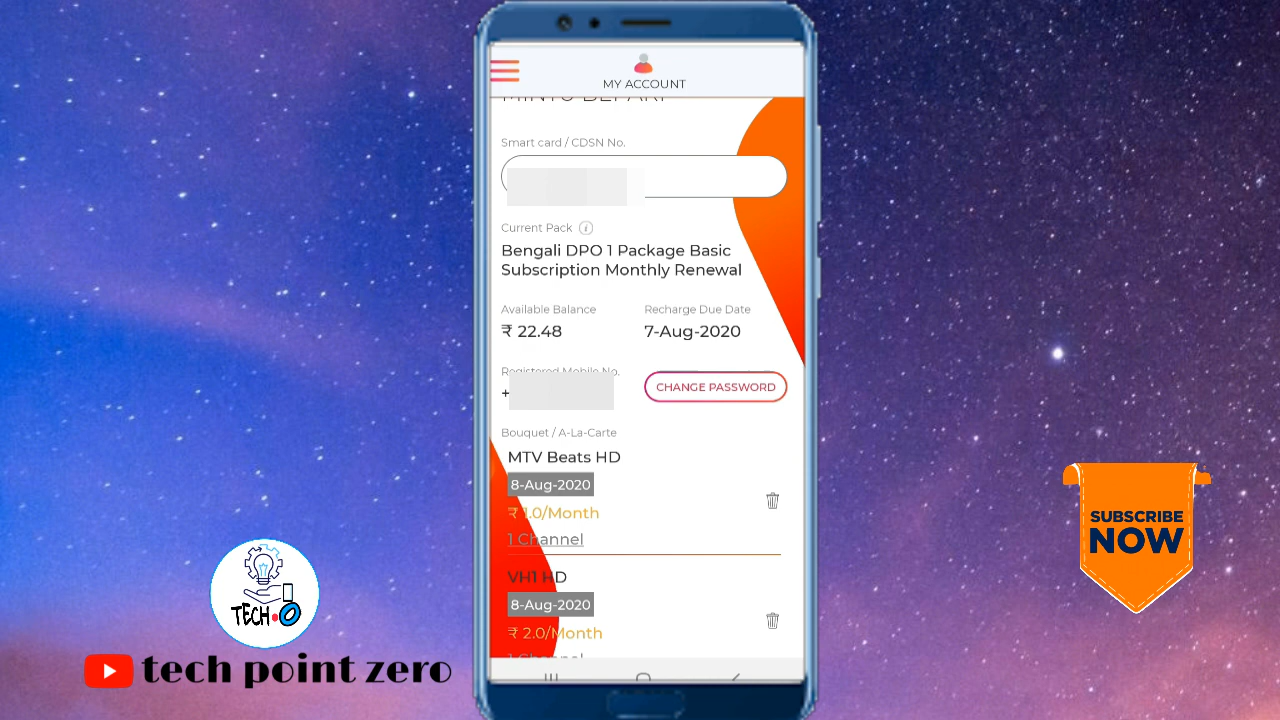 MY ACCOUNT
Smart card / CDSN No.
Current Pack i
Bengali DPO 1 Package Basic
Subscription Monthly Renewal
Available Balance
Recharge Due Date
₹ 22.48
7-Aug-2020
Registered Mobile No.
+
CHANGE PASSWORD
Bouquet / A-La-Carte
MTV Beats HD
8-Aug-2020
₹ 1.0/Month
1 Channel
VH1 HD
8-Aug-2020
₹ 2.0/Month
1 Channel
SUBSCRIBE
NOW
TECH
tech point zero